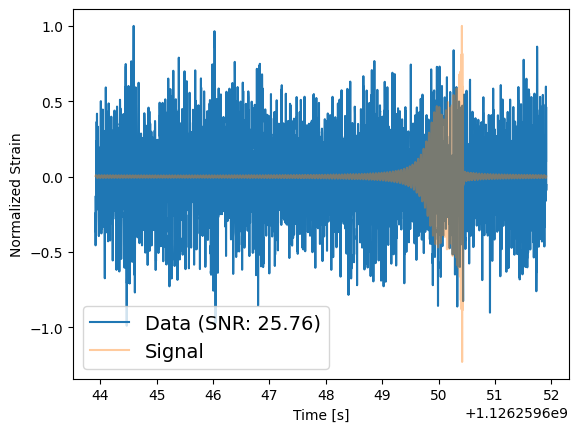 1.0
0.5
0.0
−0.5
−1.0
Normalized Strain
Data (SNR: 25.76)
Signal
44 45 46 47 48 49 50 51 52
Time [s]
+1.1262596e9